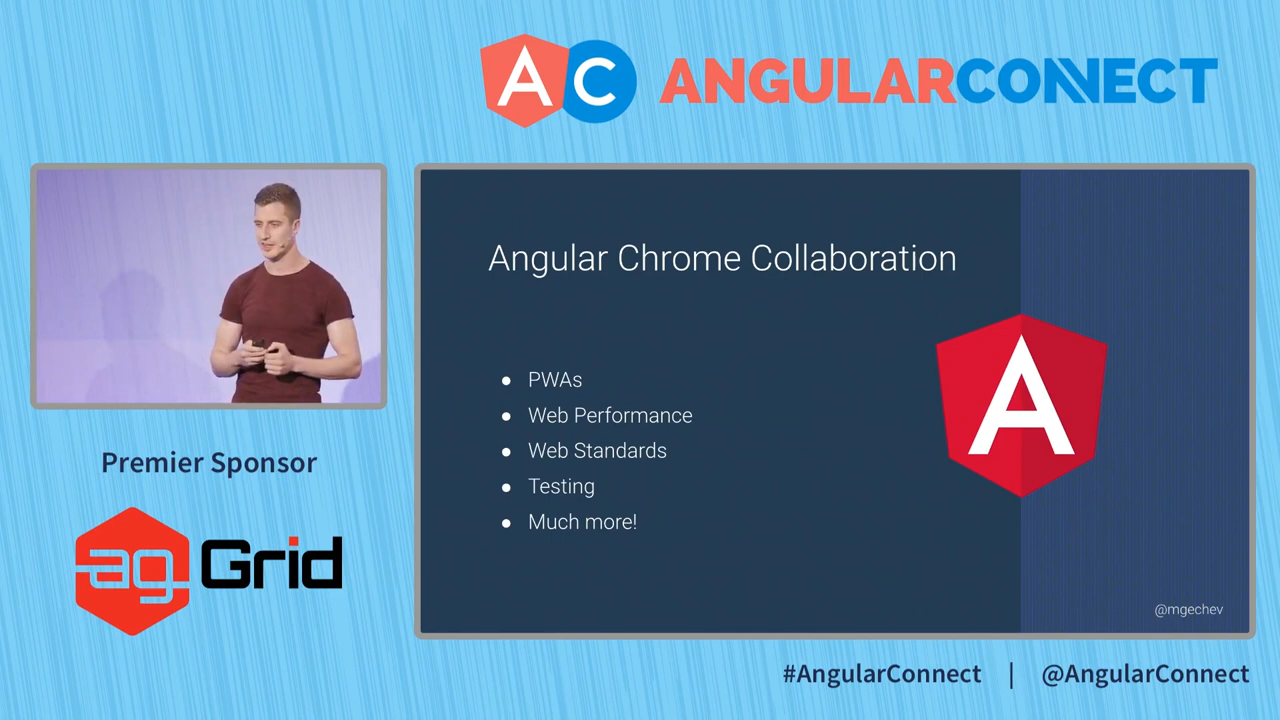 AC ANGULARCONNECT
Angular Chrome Collaboration
● PWAs
● Web Performance
● Web Standards
● Testing
● Much more!
A
@mgechev
Premier Sponsor
ag Grid
#AngularConnect | @AngularConnect